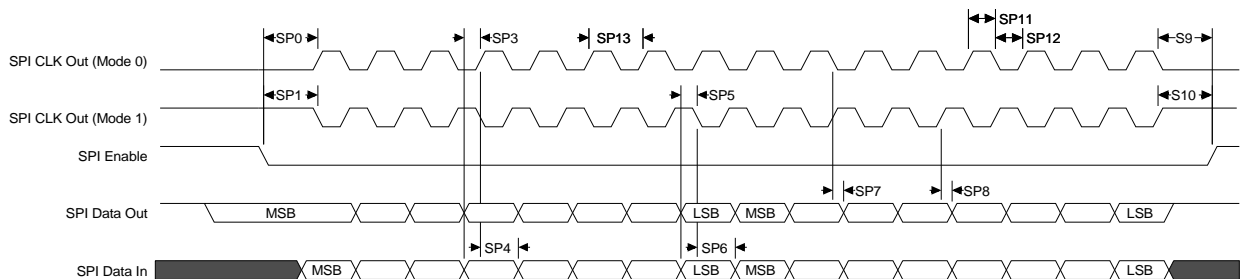 SP11
SP0
SP3
SP13
SP12
S9
SPI CLK Out (Mode 0)
SP1
SP5
S10
SPI CLK Out (Mode 1)
SPI Enable
SP7
SP8
SPI Data Out
MSB
LSB
MSB
LSB
SP4
SP6
SPI Data In
MSB
LSB
MSB
LSB